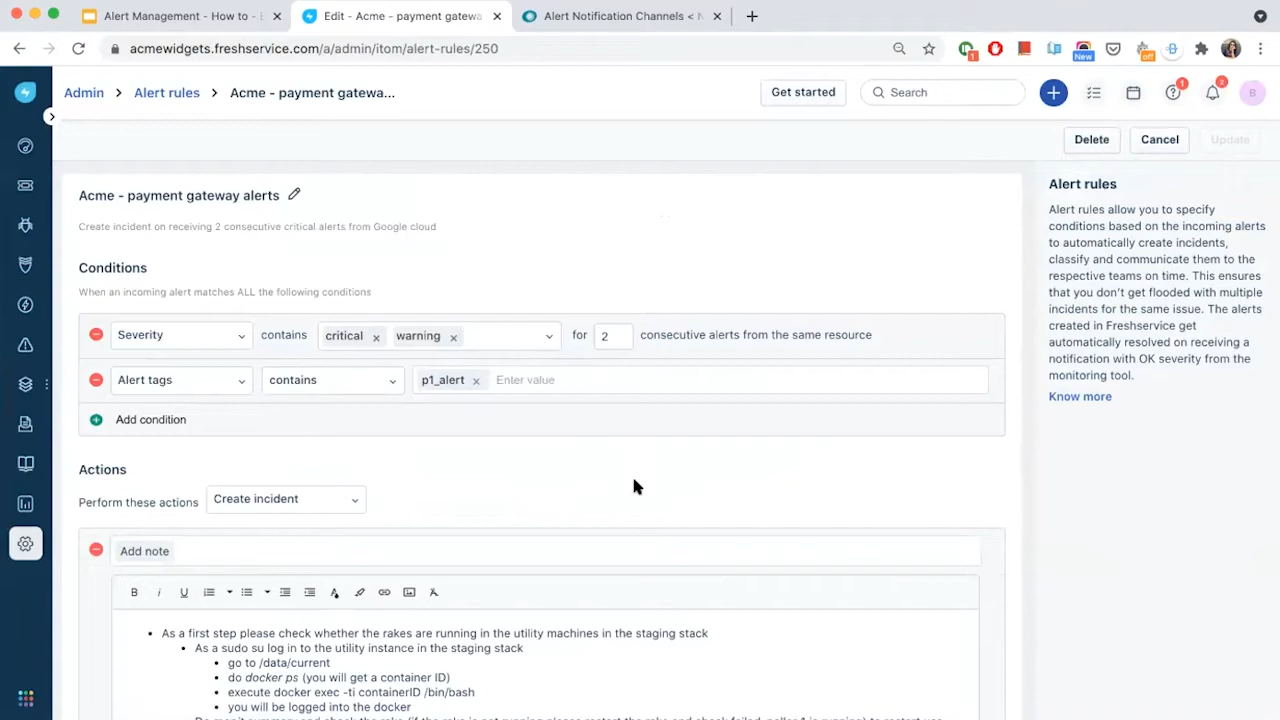 Alert Management - How to - E
Edit - Acme - payment gatewa
Alert Notification Channels < N
acmewidgets.freshservice.com/a/admin/itom/alert-rules/250
1
New
off
Admin > Alert rules > Acme - payment gatewa...
Get started
Search
1
2
B
Delete
Cancel
Update
Acme - payment gateway alerts
Create incident on receiving 2 consecutive critical alerts from Google cloud
Conditions
When an incoming alert matches ALL the following conditions
Severity contains critical × warning × for 2 consecutive alerts from the same resource
Alert tags contains p1_alert × Enter value
Add condition
Actions
Perform these actions Create incident
Add note
B i U A
• As a first step please check whether the rakes are running in the utility machines in the staging stack
• As a sudo su log in to the utility instance in the staging stack
• go to /data/current
• do docker ps (you will get a container ID)
• execute docker exec -ti containerID /bin/bash
• you will be logged into the docker
Alert rules
Alert rules allow you to specify
conditions based on the incoming alerts
to automatically create incidents,
classify and communicate them to the
respective teams on time. This ensures
that you don't get flooded with multiple
incidents for the same issue. The alerts
created in Freshservice get
automatically resolved on receiving a
notification with OK severity from the
monitoring tool.
Know more